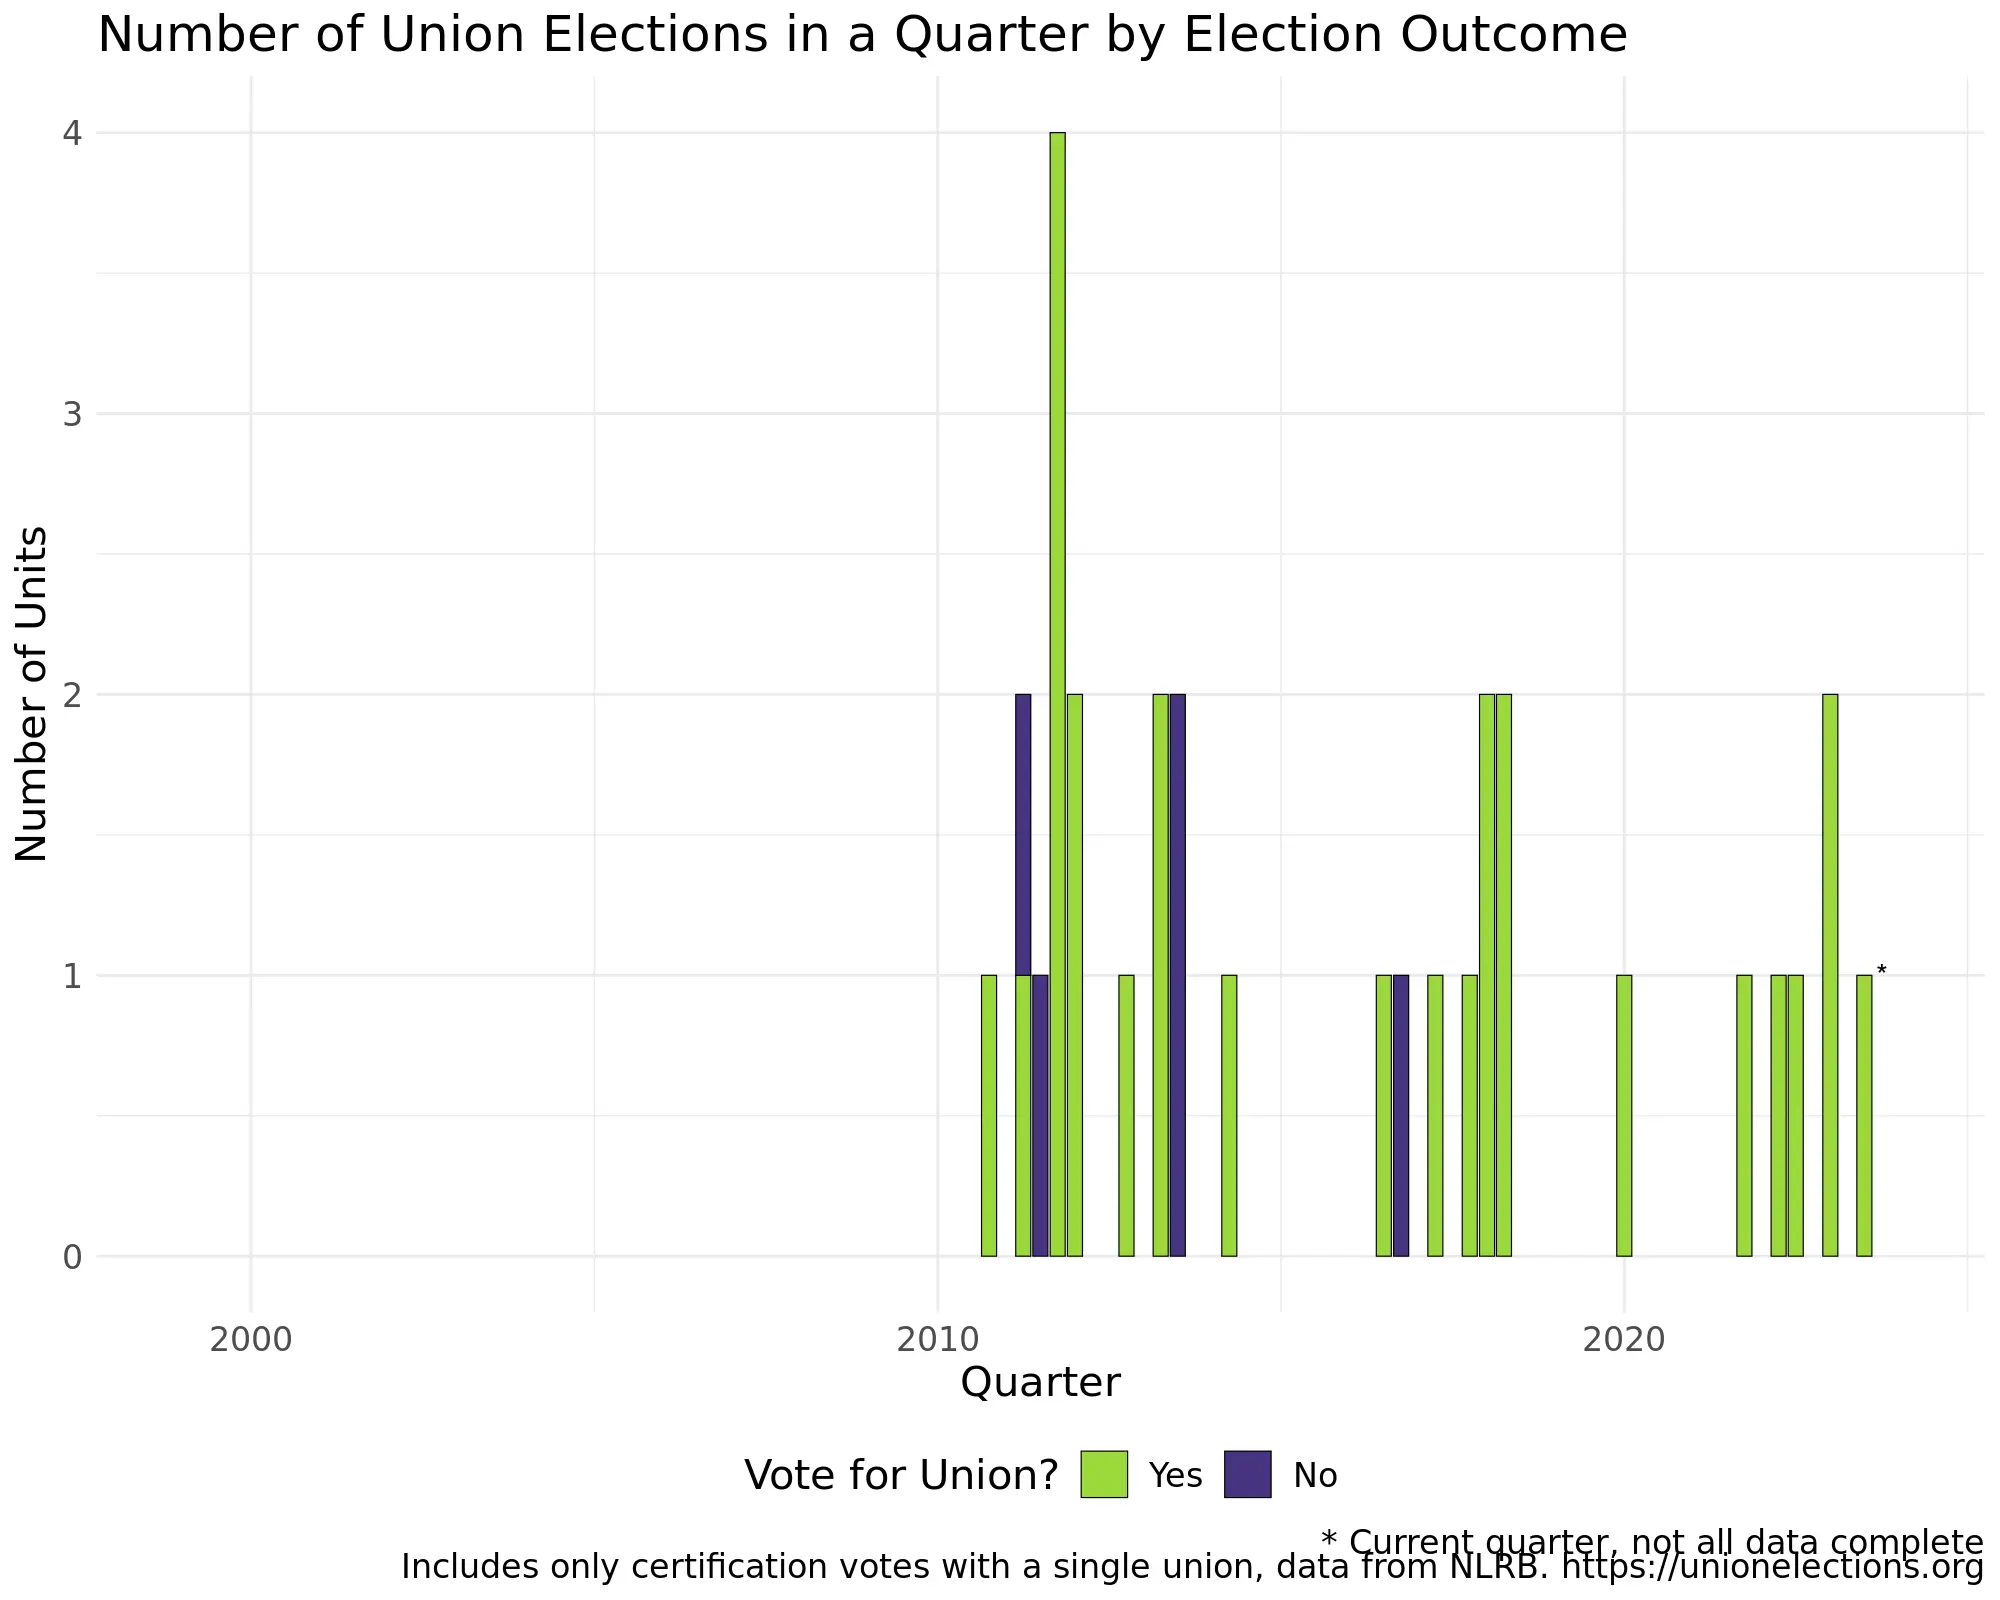 Number of Union Elections in a Quarter by Election Outcome
4
3
2
1
0
Number of Units
*
2000 2010 2020
Quarter
Vote for Union? Yes No
* Current quarter, not all data complete
Includes only certification votes with a single union, data from NLRB. https://unionelections.org